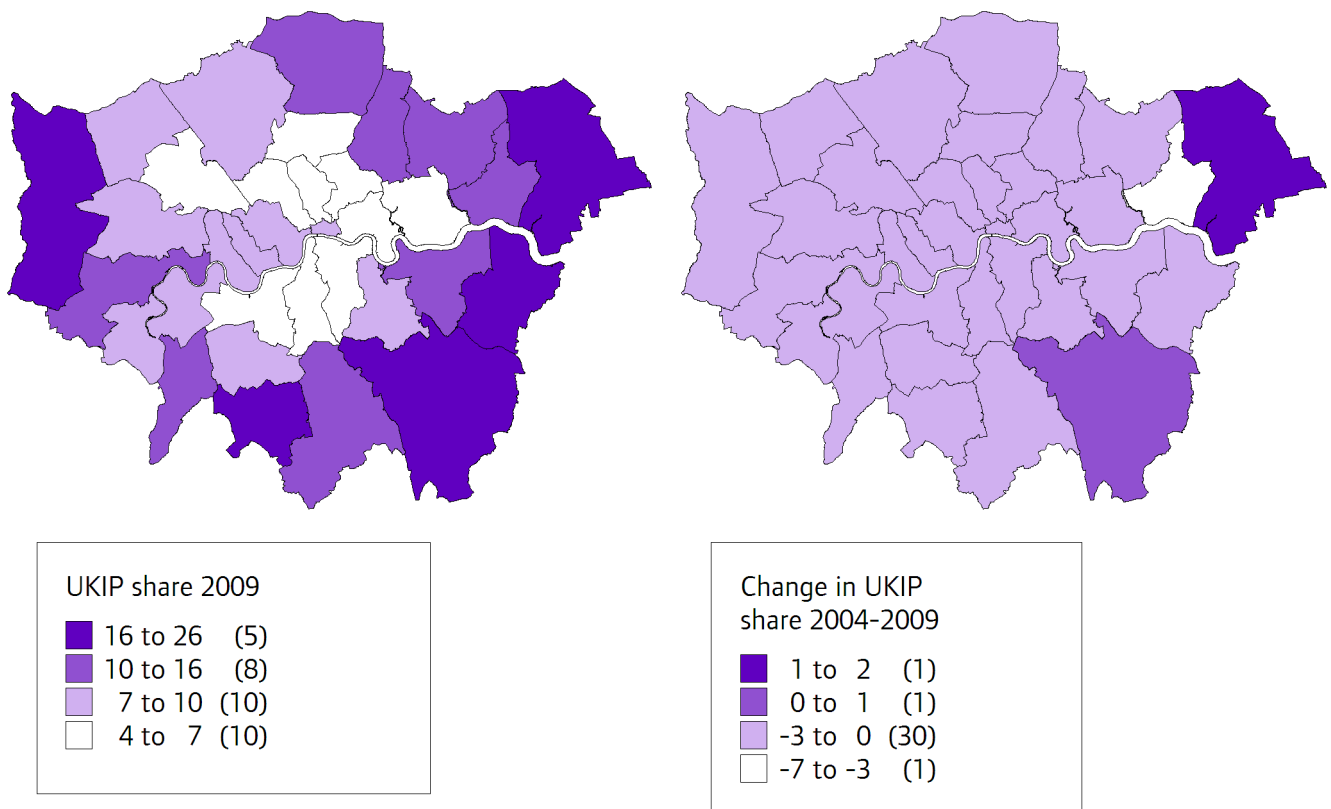 UKIP share 2009
16 to 26 (5)
10 to 16 (8)
7 to 10 (10)
4 to 7 (10)
Change in UKIP
share 2004-2009
1 to 2 (1)
0 to 1 (1)
-3 to 0 (30)
-7 to -3 (1)